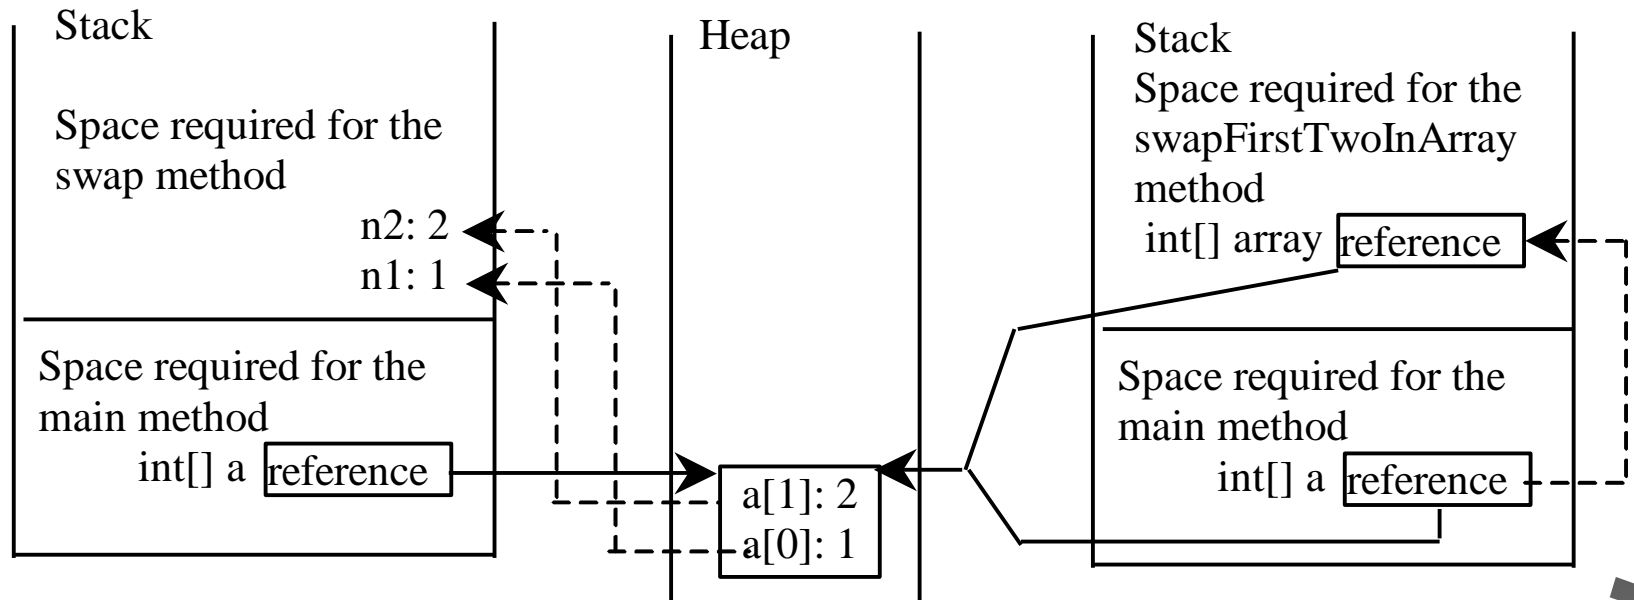 Stack
Space required for the
swap method
n2: 2
n1: 1
Space required for the
main method
int[] a reference
Heap
a[1]: 2
a[0]: 1
Stack
Space required for the
swapFirstTwoInArray
method
int[] array reference
Space required for the
main method
int[] a reference